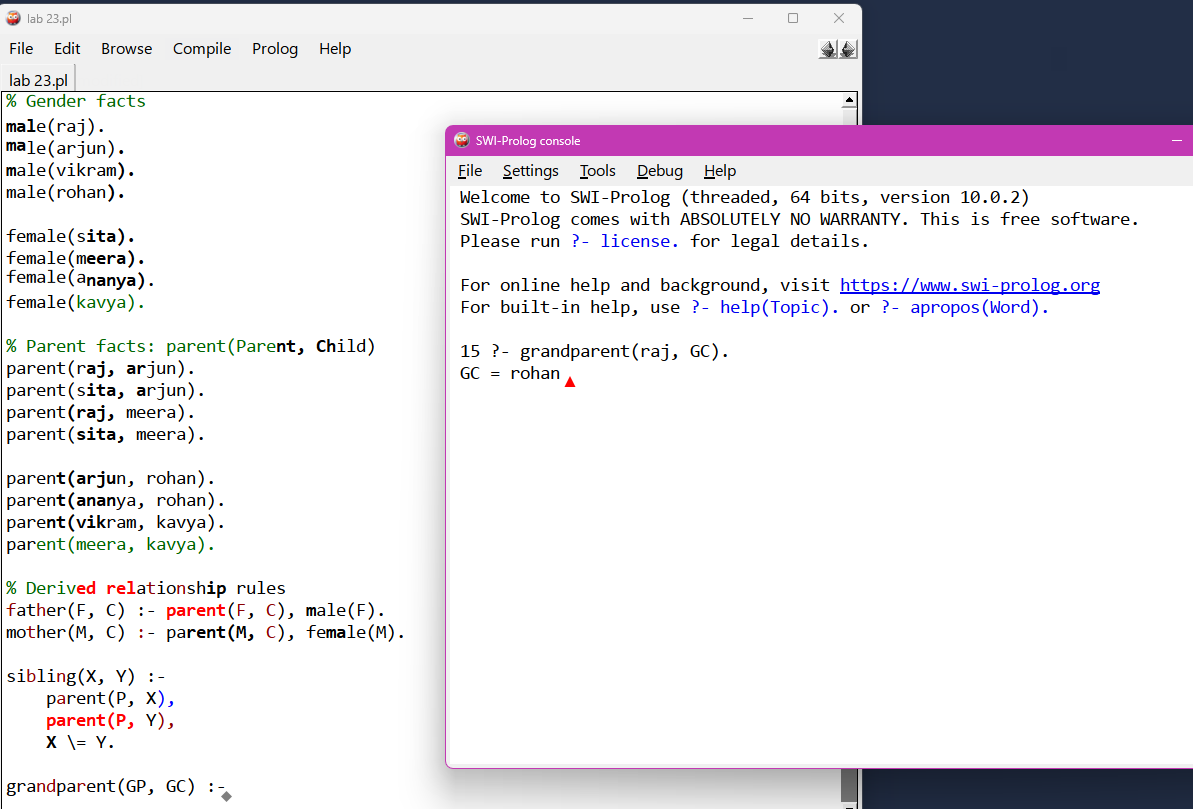 lab 23.pl
File Edit Browse Compile Prolog Help
lab 23.pl
% Gender facts
male(raj).
male(arjun).
male(vikram).
male(rohan).
female(sita).
female(meera).
female(ananya).
female(kavya).
% Parent facts: parent(Parent, Child)
parent(raj, arjun).
parent(sita, arjun).
parent(raj, meera).
parent(sita, meera).
parent(arjun, rohan).
parent(ananya, rohan).
parent(vikram, kavya).
parent(meera, kavya).
% Derived relationship rules
father(F, C) :- parent(F, C), male(F).
mother(M, C) :- parent(M, C), female(M).
sibling(X, Y) :-
parent(P, X),
parent(P, Y),
X \= Y.
grandparent(GP, GC) :-
SWI-Prolog console
File Settings Tools Debug Help
Welcome to SWI-Prolog (threaded, 64 bits, version 10.0.2)
SWI-Prolog comes with ABSOLUTELY NO WARRANTY. This is free software.
Please run ?- license. for legal details.
For online help and background, visit https://www.swi-prolog.org
For built-in help, use ?- help(Topic). or ?- apropos(Word).
15 ?- grandparent(raj, GC).
GC = rohan